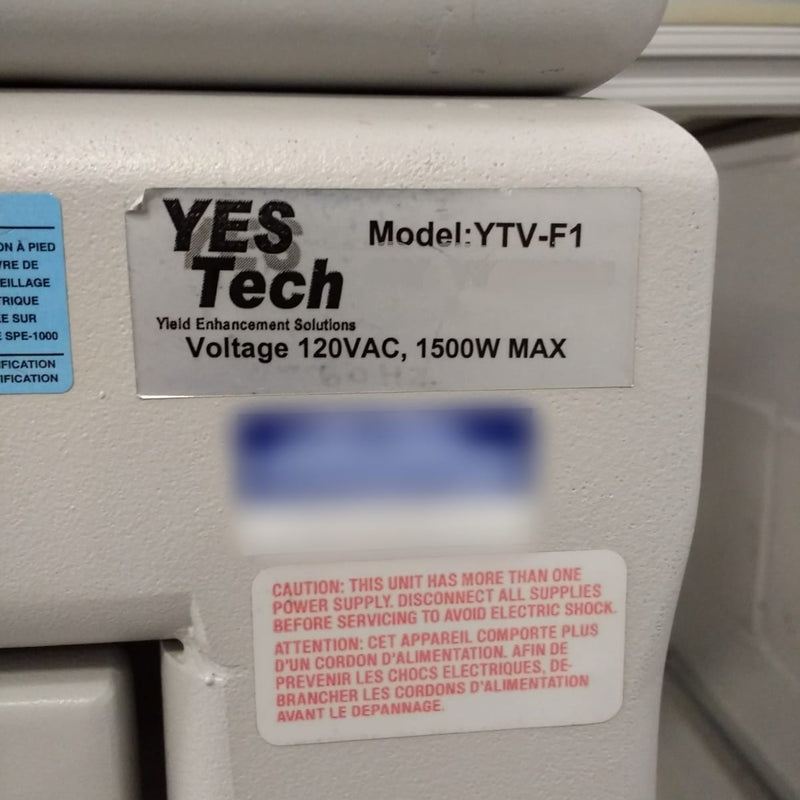 ON À PIED
VRE DE
EILLAGE
TRIQUE
LE SUR
E SPE-1000
IFICATION
IFICATION
YES
Tech
Model:YTV-F1
Yield Enhancement Solutions
Voltage 120VAC, 1500W MAX
60Hz
CAUTION: THIS UNIT HAS MORE THAN ONE
POWER SUPPLY. DISCONNECT ALL SUPPLIES
BEFORE SERVICING TO AVOID ELECTRIC SHOCK.
ATTENTION: CET APPAREIL COMPORTE PLUS
D'UN CORDON D'ALIMENTATION. AFIN DE
PREVENIR LES CHOCS ELECTRIQUES, DE-
BRANCHER LES CORDONS D'ALIMENTATION
AVANT LE DEPANNAGE.